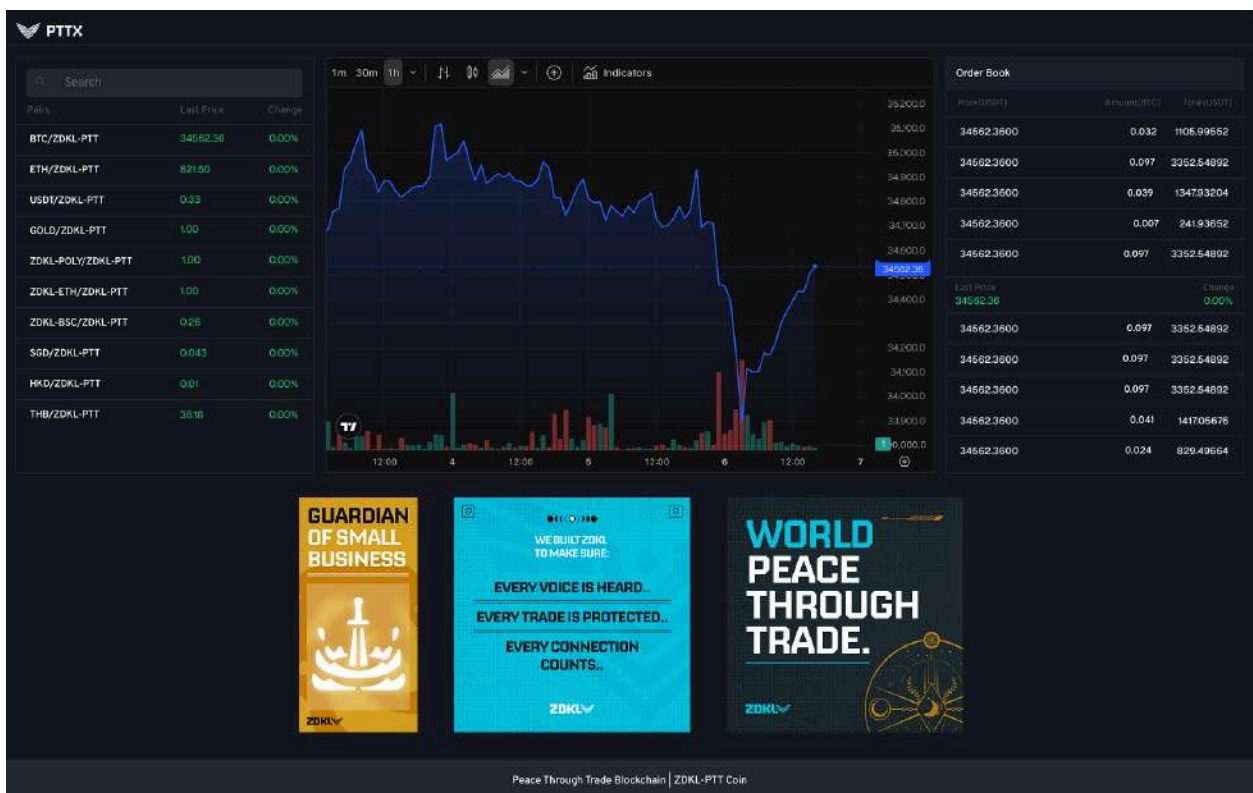 PTTX
Search
Pairs Last Price Change
BTC/ZDKL-PTT 34562.36 0.00%
ETH/ZDKL-PTT 821.50 0.00%
USDT/ZDKL-PTT 0.33 0.00%
GOLD/ZDKL-PTT 1.00 0.00%
ZDKL-POLY/ZDKL-PTT 1.00 0.00%
ZDKL-ETH/ZDKL-PTT 1.00 0.00%
ZDKL-BSC/ZDKL-PTT 0.25 0.00%
SGD/ZDKL-PTT 0.043 0.00%
HKD/ZDKL-PTT 0.01 0.00%
THB/ZDKL-PTT 36.16 0.00%
1m 30m 1h Indicators
35,200.0
35,100.0
35,000.0
34,900.0
34,800.0
34,700.0
34,600.0
34562.36
34,400.0
34,200.0
34,100.0
34,000.0
33,900.0
12:00 4 12:00 5 12:00 6 12:00 7
Order Book
Price(USDT) Amount(BTC) Total(USDT)
34562.3600 0.032 1105.99552
34562.3600 0.097 3352.54892
34562.3600 0.039 1347.93204
34562.3600 0.007 241.93652
34562.3600 0.097 3352.54892
Last Price Change
34562.36 0.00%
34562.3600 0.097 3352.54892
34562.3600 0.097 3352.54892
34562.3600 0.097 3352.54892
34562.3600 0.041 1417.05676
34562.3600 0.024 829.49664
GUARDIAN
OF SMALL
BUSINESS
ZDKL
WE BUILT ZDKL
TO MAKE SURE:
EVERY VOICE IS HEARD..
EVERY TRADE IS PROTECTED..
EVERY CONNECTION
COUNTS..
ZDKL
WORLD
PEACE
THROUGH
TRADE.
ZDKL
Peace Through Trade Blockchain | ZDKL-PTT Coin